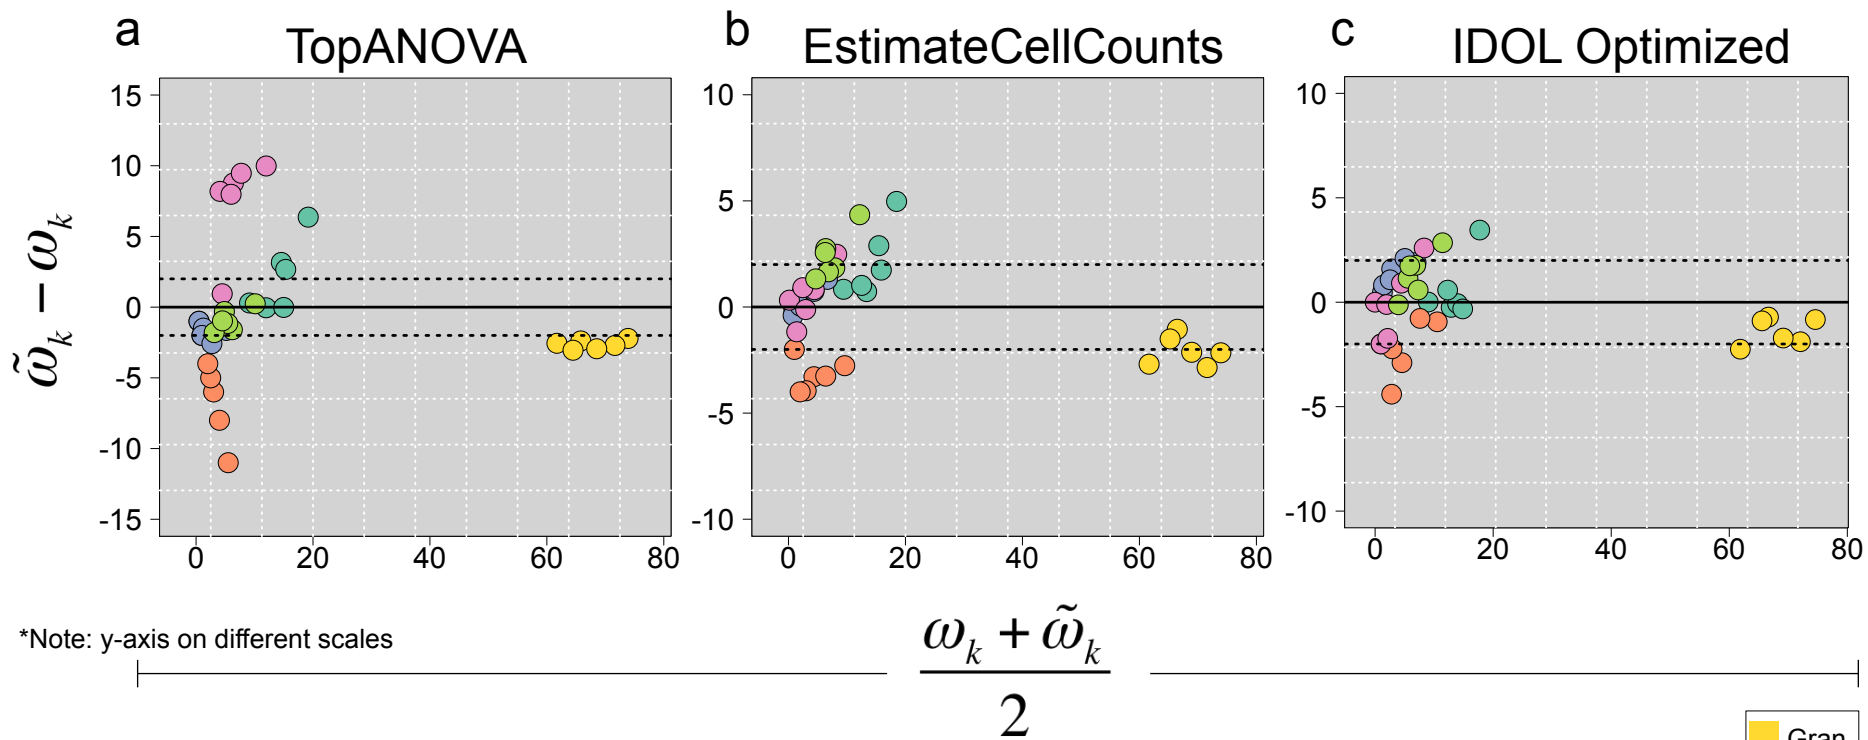 a TopANOVA
b EstimateCellCounts
c IDOL Optimized
15
10
5
0
-5
-10
-15
10
5
0
-5
-10
10
5
0
-5
-10
0 20 40 60 80
0 20 40 60 80
0 20 40 60 80
ω̃k − ωk
*Note: y-axis on different scales
ωk + ω̃k
2
Gran